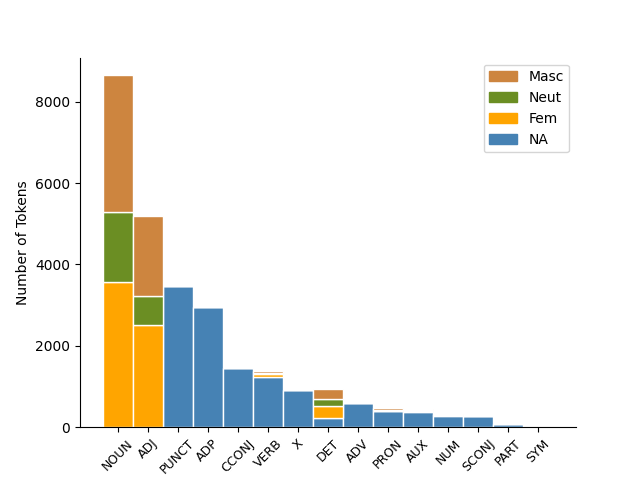 Masc
Neut
Fem
NA
Number of Tokens
8000
6000
4000
2000
0
NOUN
ADJ
PUNCT
ADP
CCONJ
VERB
X
DET
ADV
PRON
AUX
NUM
SCONJ
PART
SYM